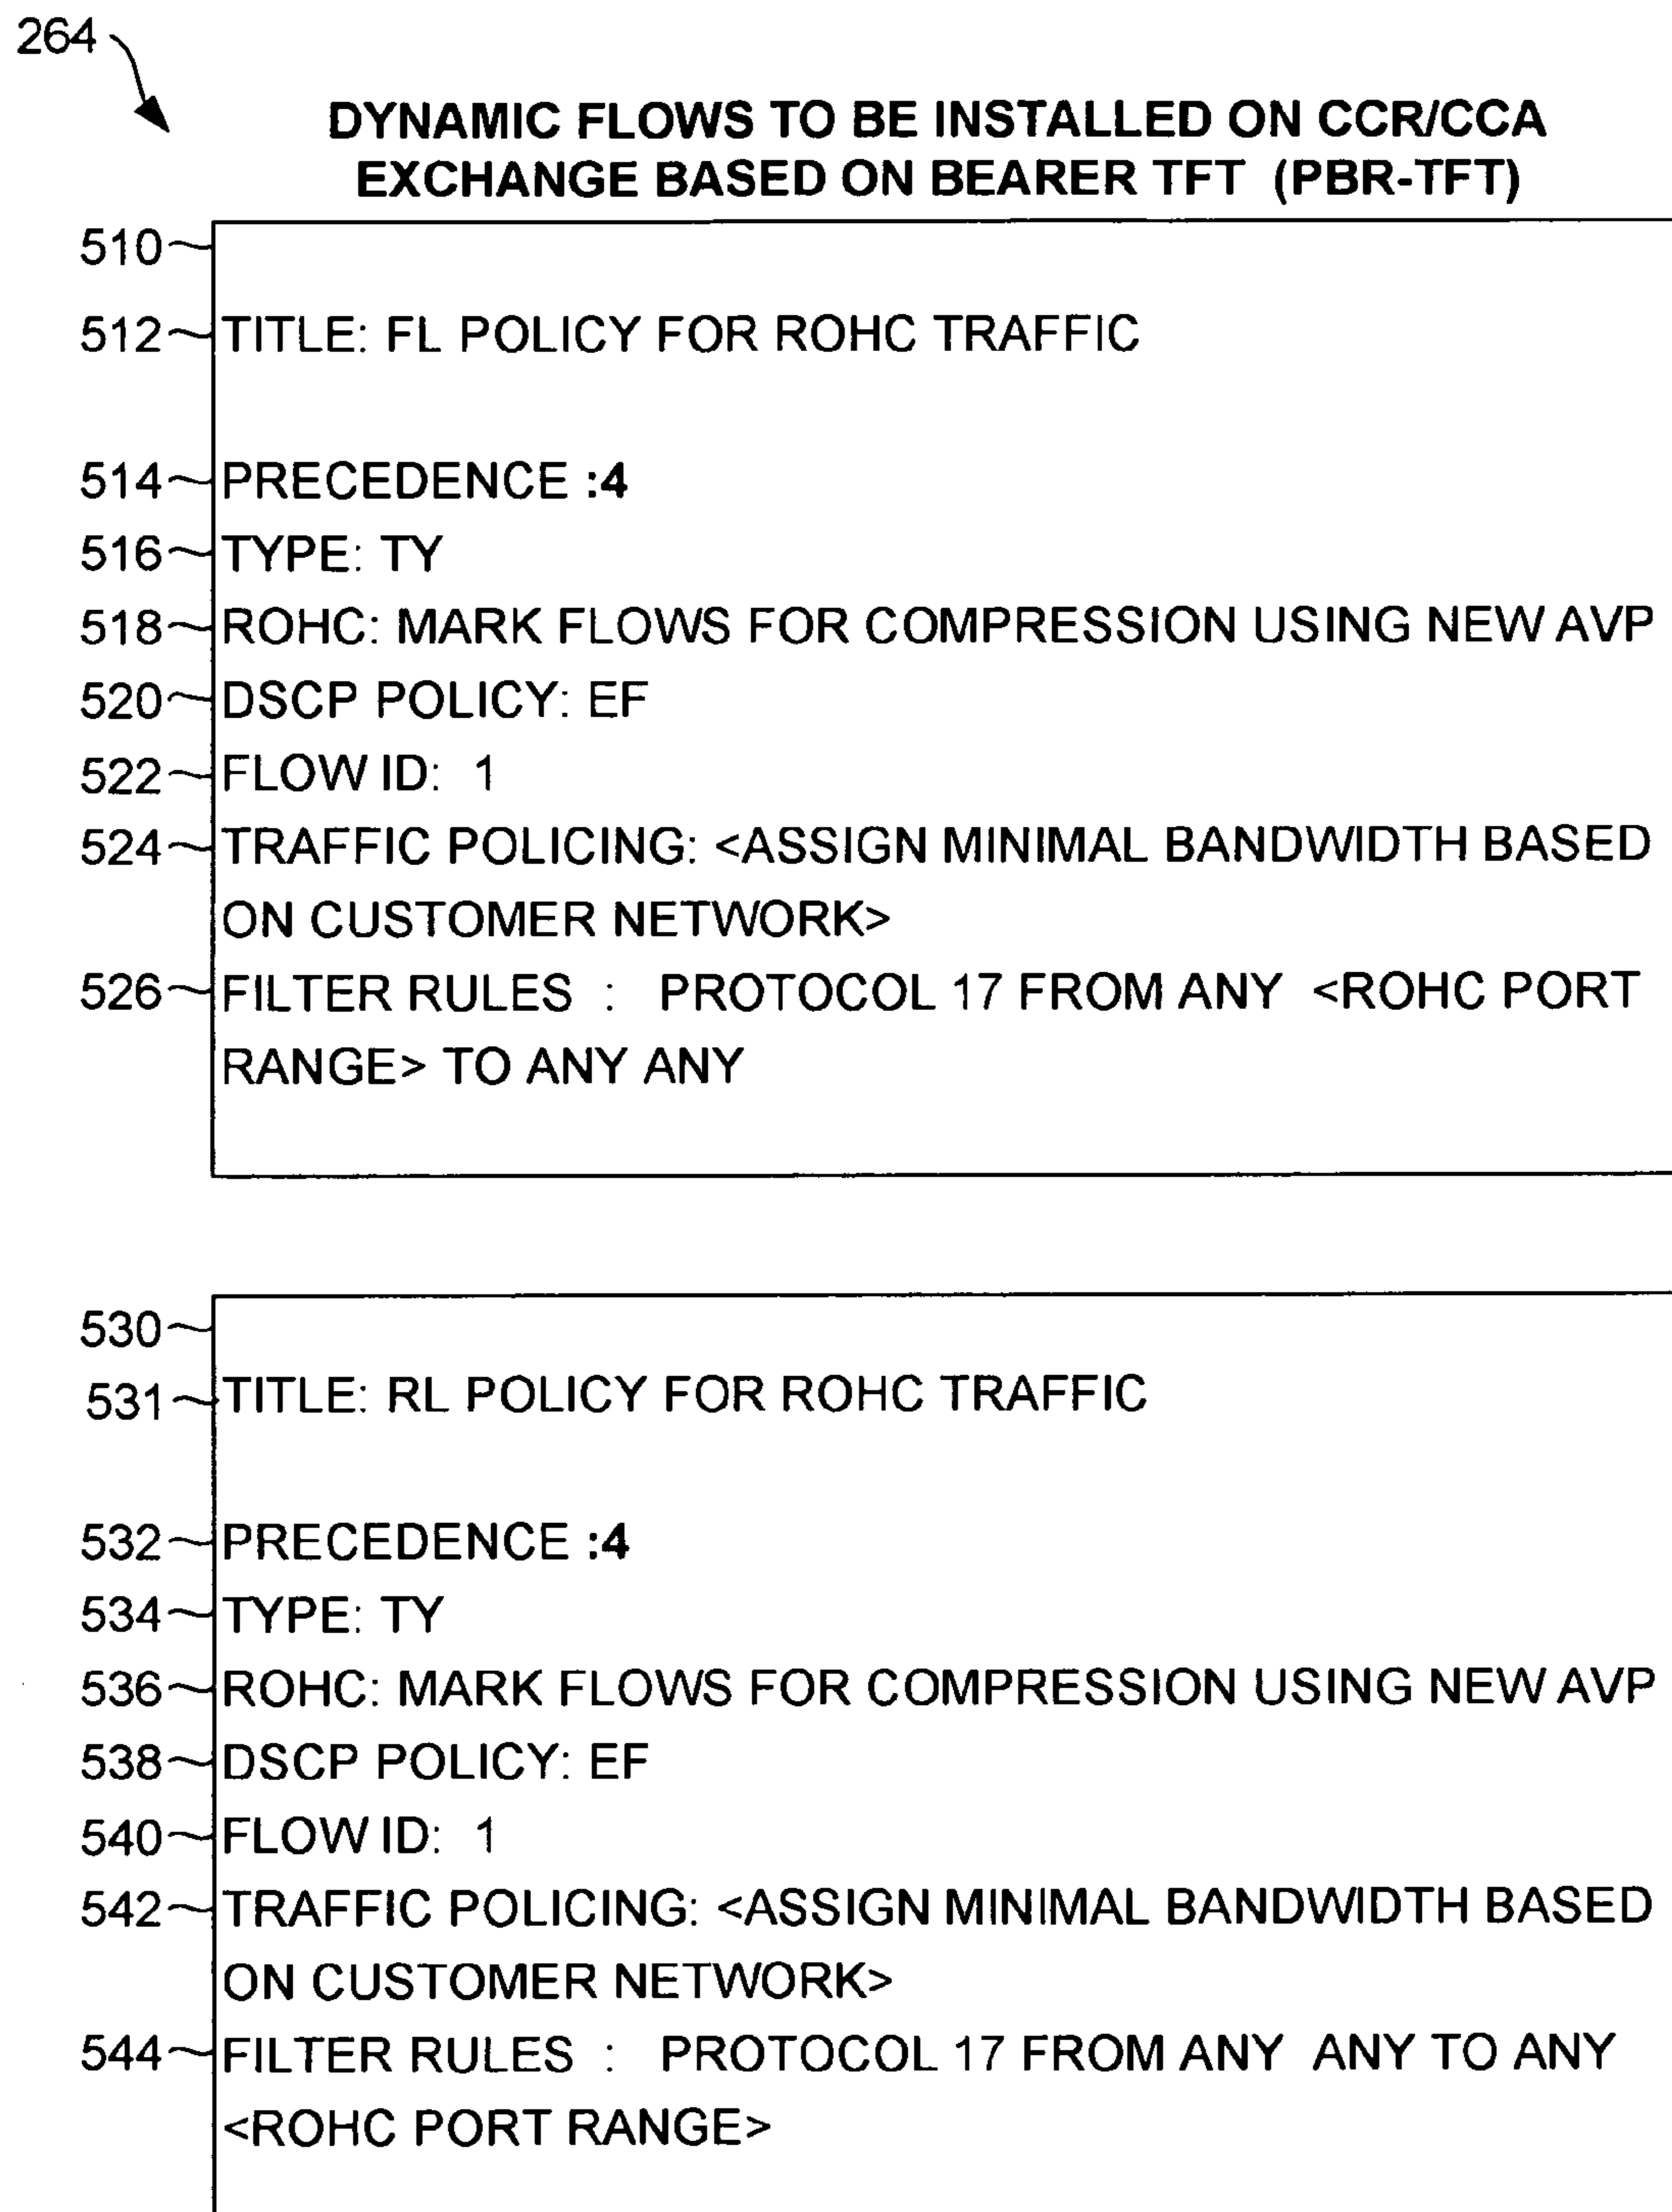 264
DYNAMIC FLOWS TO BE INSTALLED ON CCR/CCA
EXCHANGE BASED ON BEARER TFT (PBR-TFT)
510
512 TITLE: FL POLICY FOR ROHC TRAFFIC
514 PRECEDENCE :4
516 TYPE: TY
518 ROHC: MARK FLOWS FOR COMPRESSION USING NEW AVP
520 DSCP POLICY: EF
522 FLOW ID: 1
524 TRAFFIC POLICING: <ASSIGN MINIMAL BANDWIDTH BASED
ON CUSTOMER NETWORK>
526 FILTER RULES : PROTOCOL 17 FROM ANY <ROHC PORT
RANGE> TO ANY ANY
530
531 TITLE: RL POLICY FOR ROHC TRAFFIC
532 PRECEDENCE :4
534 TYPE: TY
536 ROHC: MARK FLOWS FOR COMPRESSION USING NEW AVP
538 DSCP POLICY: EF
540 FLOW ID: 1
542 TRAFFIC POLICING: <ASSIGN MINIMAL BANDWIDTH BASED
ON CUSTOMER NETWORK>
544 FILTER RULES : PROTOCOL 17 FROM ANY ANY TO ANY
<ROHC PORT RANGE>